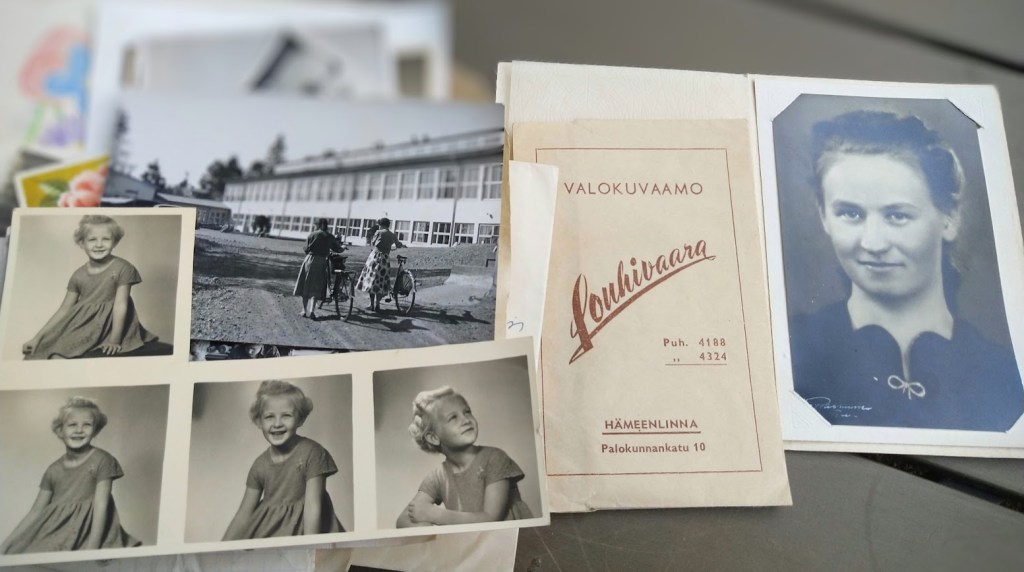 VALOKUVAAMO
Louhivaara
Puh. 4188
„ 4324
HÄMEENLINNA
Palokunnankatu 10